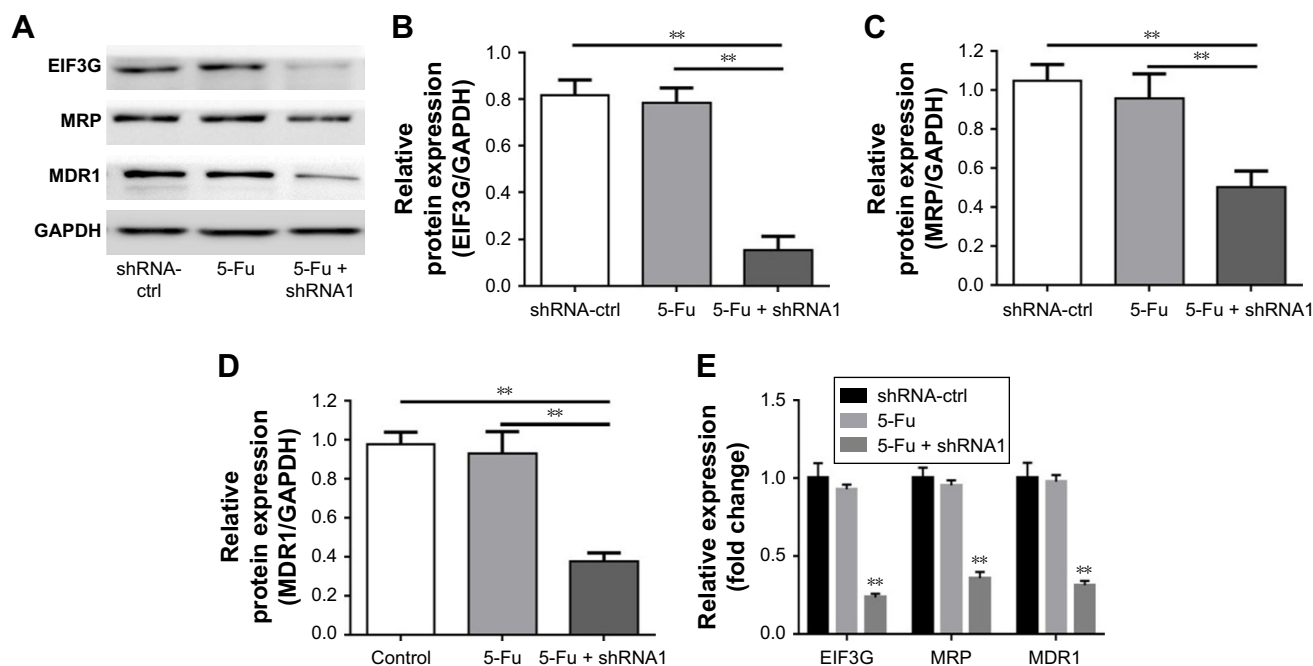 A
EIF3G
MRP
MDR1
GAPDH
shRNA-
ctrl
5-Fu
5-Fu +
shRNA1
B
Relative
protein expression
(EIF3G/GAPDH)
1.0
0.8
0.6
0.4
0.2
0.0
**
**
shRNA-ctrl 5-Fu 5-Fu + shRNA1
C
Relative
protein expression
(MRP/GAPDH)
1.2
1.0
0.8
0.6
0.4
0.2
0.0
**
**
shRNA-ctrl 5-Fu 5-Fu + shRNA1
D
Relative
protein expression
(MDR1/GAPDH)
1.2
1.0
0.8
0.6
0.4
0.2
0.0
**
**
Control 5-Fu 5-Fu + shRNA1
E
Relative expression
(fold change)
1.5
1.0
0.5
0.0
shRNA-ctrl
5-Fu
5-Fu + shRNA1
**
**
**
EIF3G MRP MDR1